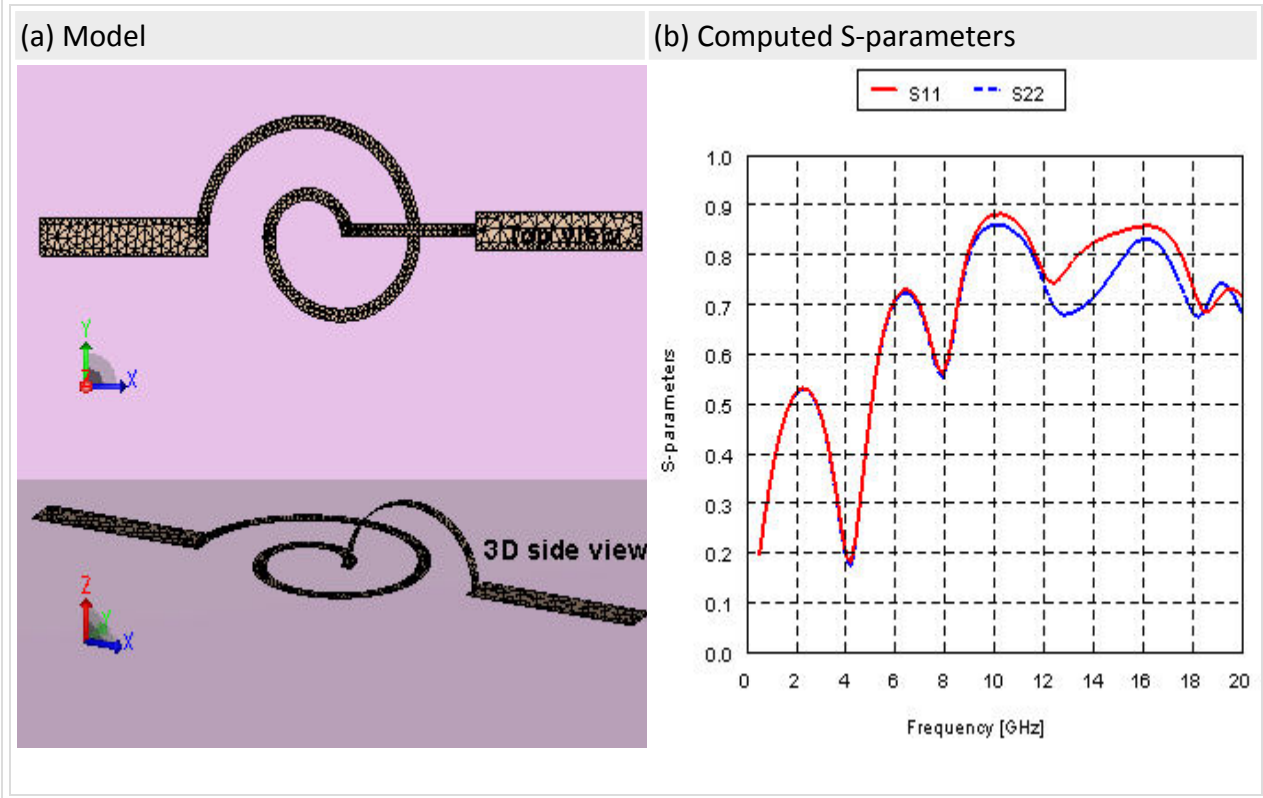 (a) Model
(b) Computed S-parameters
Top view
Y
Z
X
3D side view
Z
Y
X
S11
S22
1.0
0.9
0.8
0.7
0.6
0.5
0.4
0.3
0.2
0.1
0.0
S-parameters
0 2 4 6 8 10 12 14 16 18 20
Frequency [GHz]